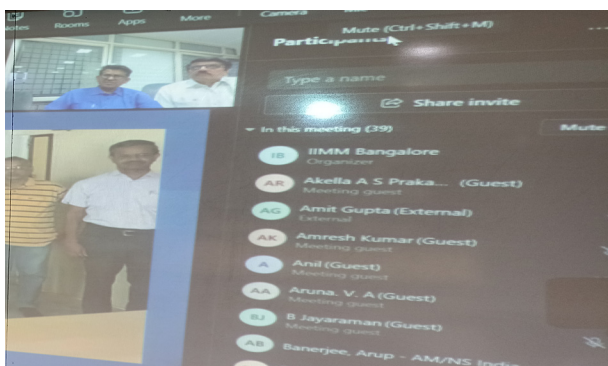 Notes
Rooms
Apps
More
Camera
Mute (Ctrl+Shift+M)
Participants
Type a name
Share invite
In this meeting (39)
Mute
IB
IIMM Bangalore
Organizer
AR
Akella A S Praka... (Guest)
Meeting guest
AG
Amit Gupta (External)
External
AK
Amresh Kumar (Guest)
Meeting guest
A
Anil (Guest)
Meeting guest
AA
Aruna. V. A (Guest)
Meeting guest
BJ
B Jayaraman (Guest)
Meeting guest
AB
Banerjee, Arup - AM/NS India